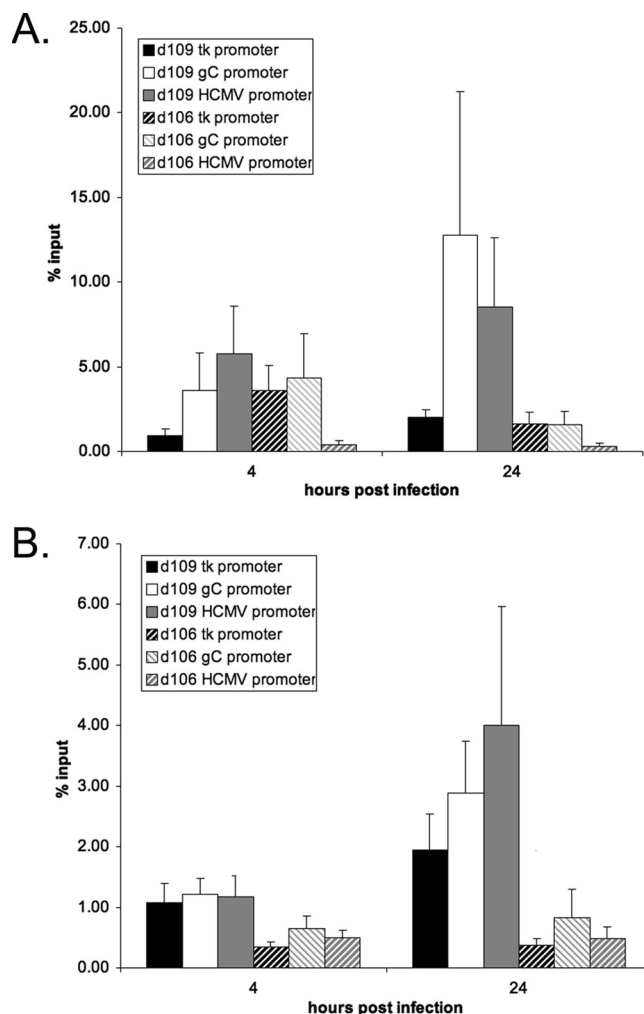 A.
25.00
20.00
15.00
10.00
5.00
0.00
% input
d109 tk promoter
d109 gC promoter
d109 HCMV promoter
d106 tk promoter
d106 gC promoter
d106 HCMV promoter
4
24
hours post infection
B.
7.00
6.00
5.00
4.00
3.00
2.00
1.00
0.00
% input
d109 tk promoter
d109 gC promoter
d109 HCMV promoter
d106 tk promoter
d106 gC promoter
d106 HCMV promoter
4
24
hours post infection